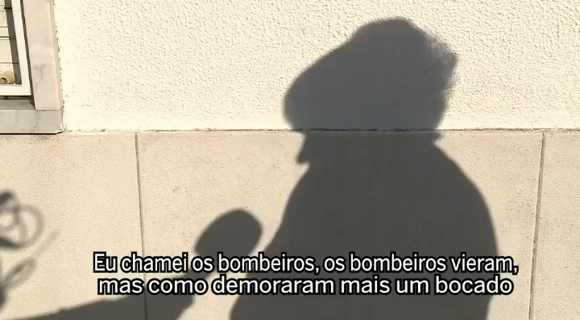 Eu chamei os bombeiros, os bombeiros vieram,
mas como demoraram mais um bocado